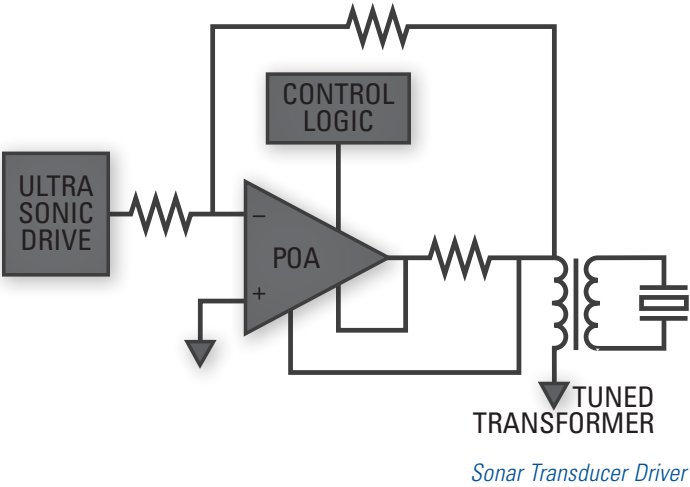 CONTROL
LOGIC
ULTRA
SONIC
DRIVE
−
POA
+
TUNED
TRANSFORMER
Sonar Transducer Driver